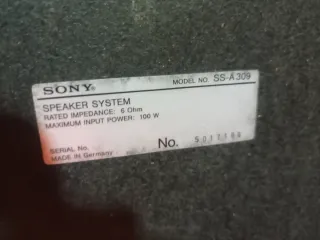 SONY® MODEL NO. SS-A309
SPEAKER SYSTEM
RATED IMPEDANCE: 6 Ohm
MAXIMUM INPUT POWER: 100 W
SERIAL NO. No.
MADE IN Germany